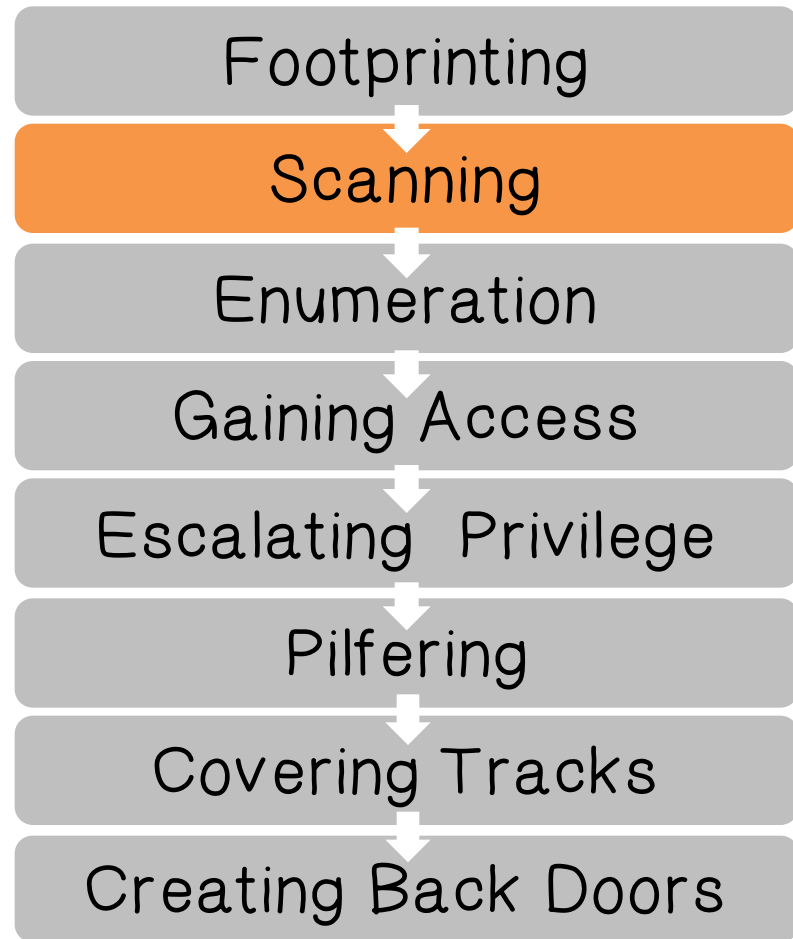 Footprinting
Scanning
Enumeration
Gaining Access
Escalating Privilege
Pilfering
Covering Tracks
Creating Back Doors